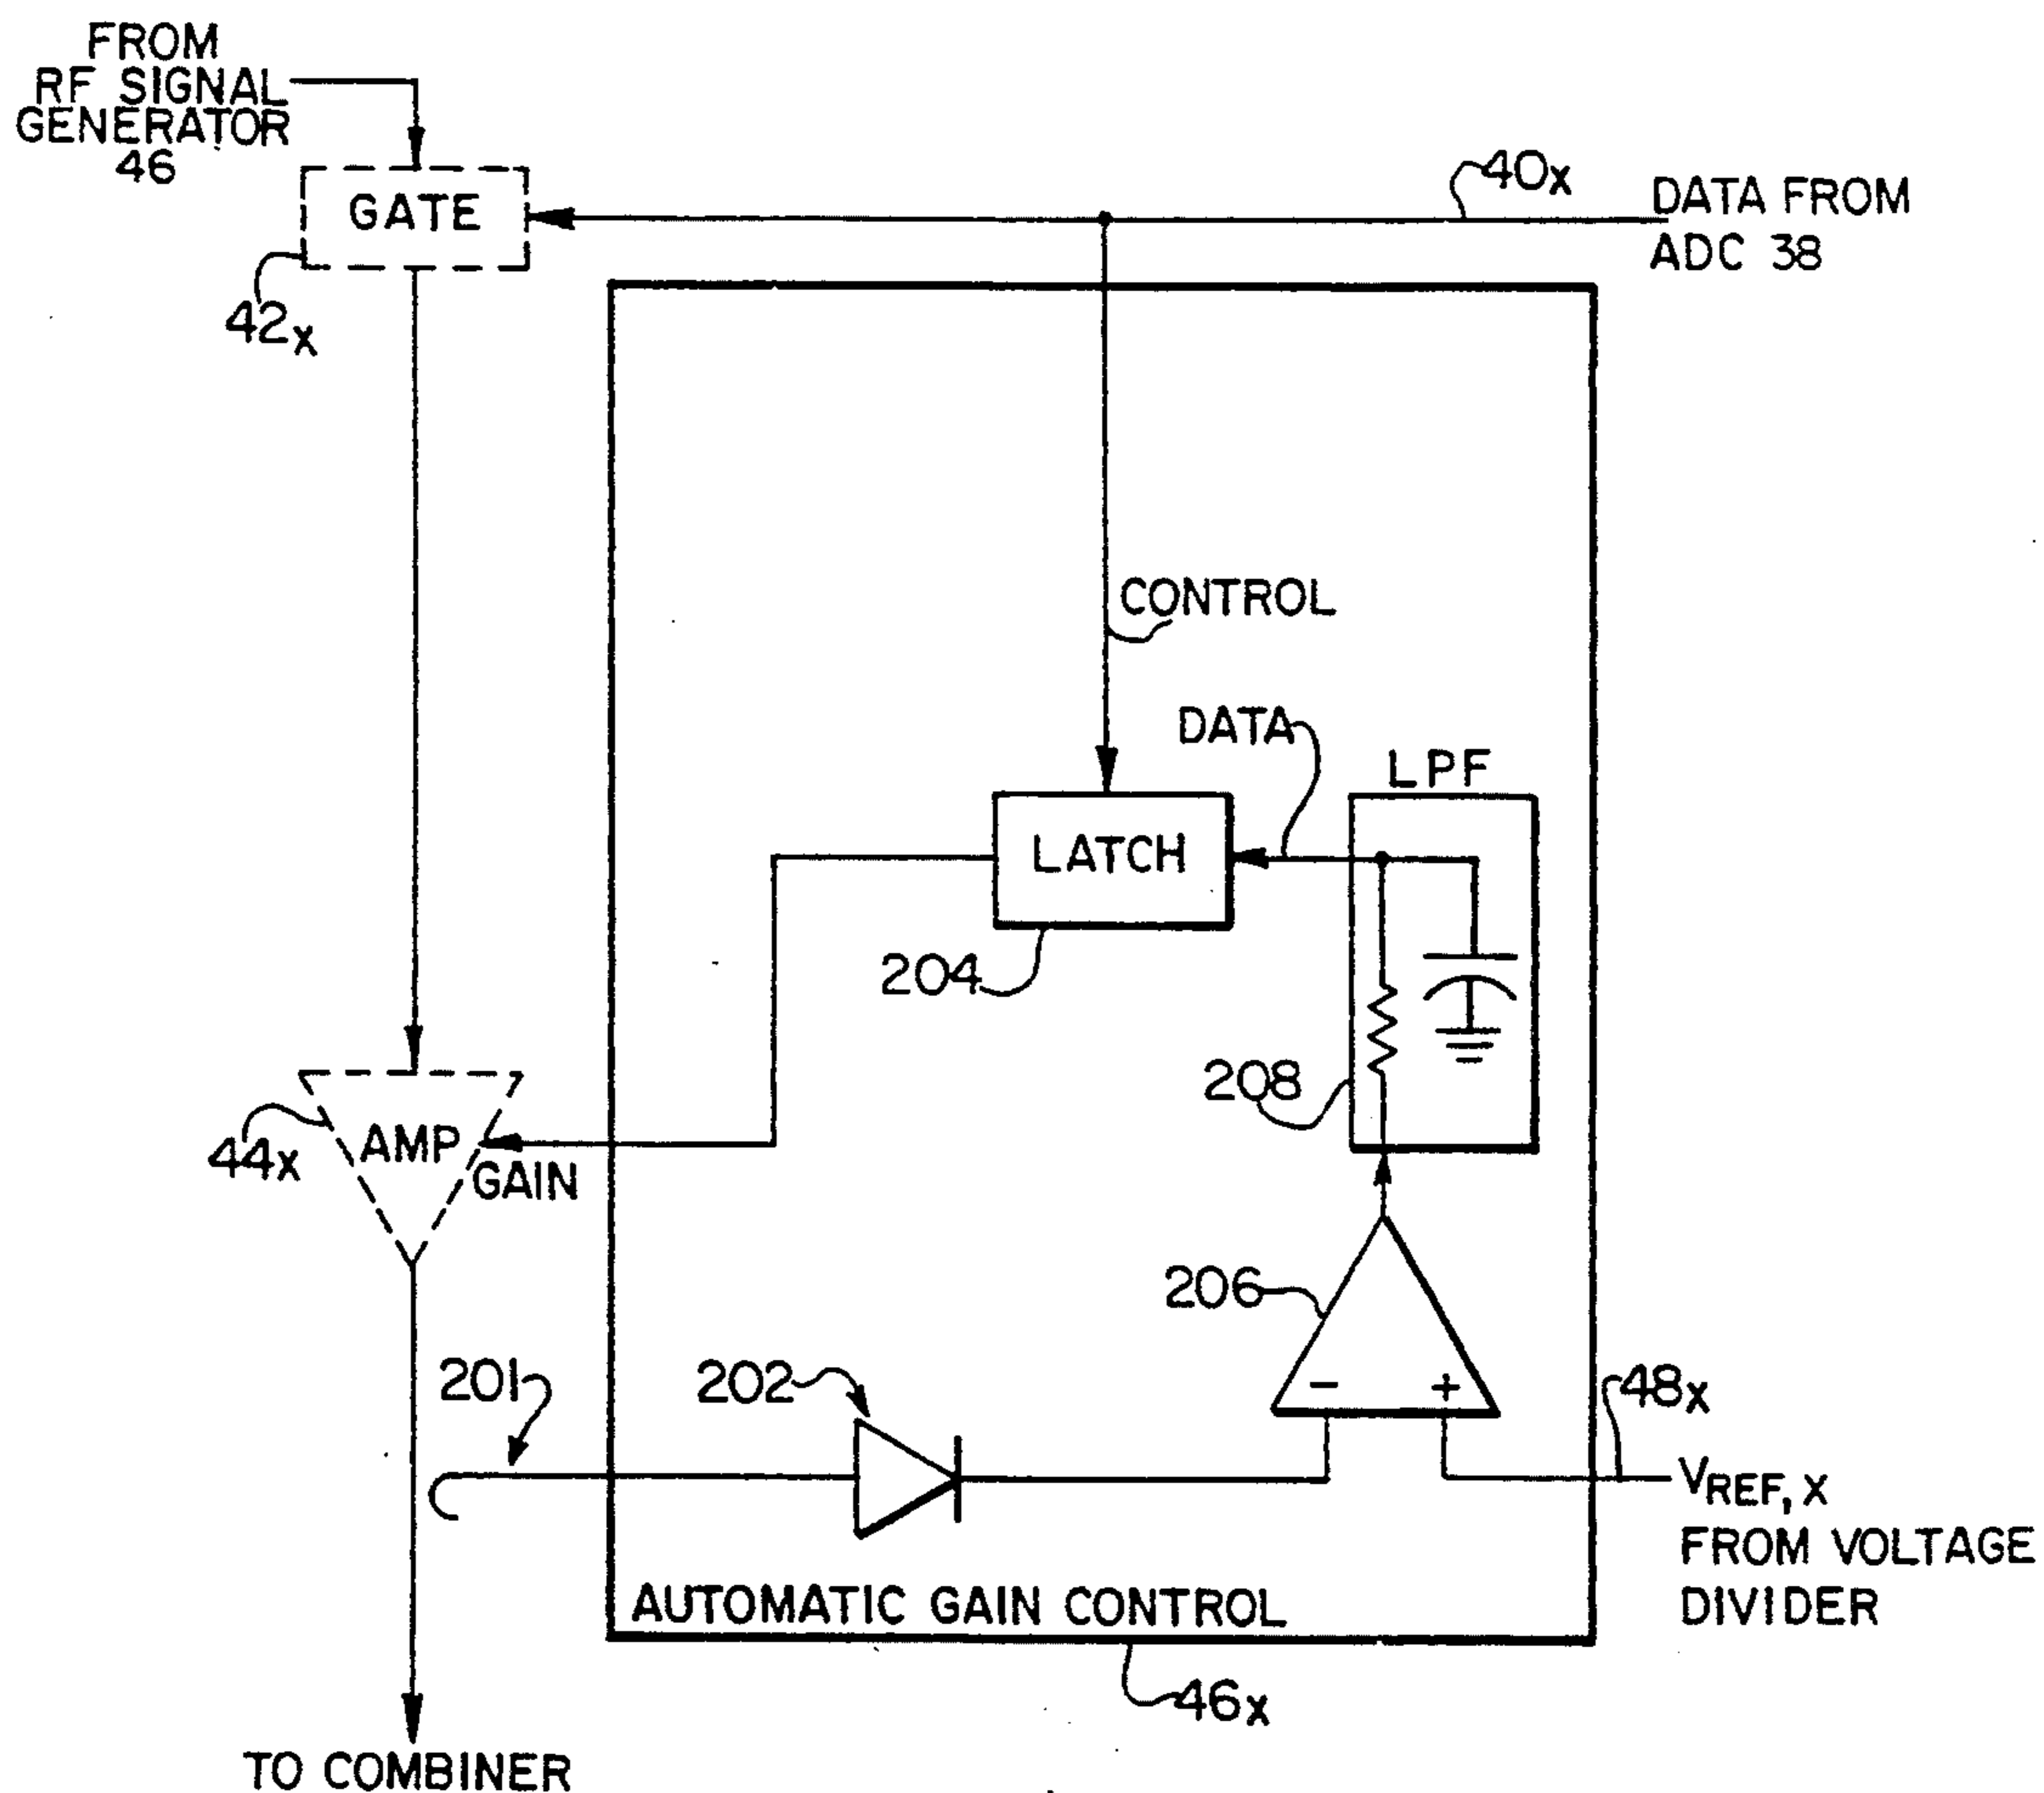 FROM
RF SIGNAL
GENERATOR
46
GATE
42x
40x
DATA FROM
ADC 38
CONTROL
DATA
LPF
LATCH
204
208
AMP
GAIN
44x
206
201
202
- +
48x
VREF, X
FROM VOLTAGE
DIVIDER
AUTOMATIC GAIN CONTROL
46x
TO COMBINER